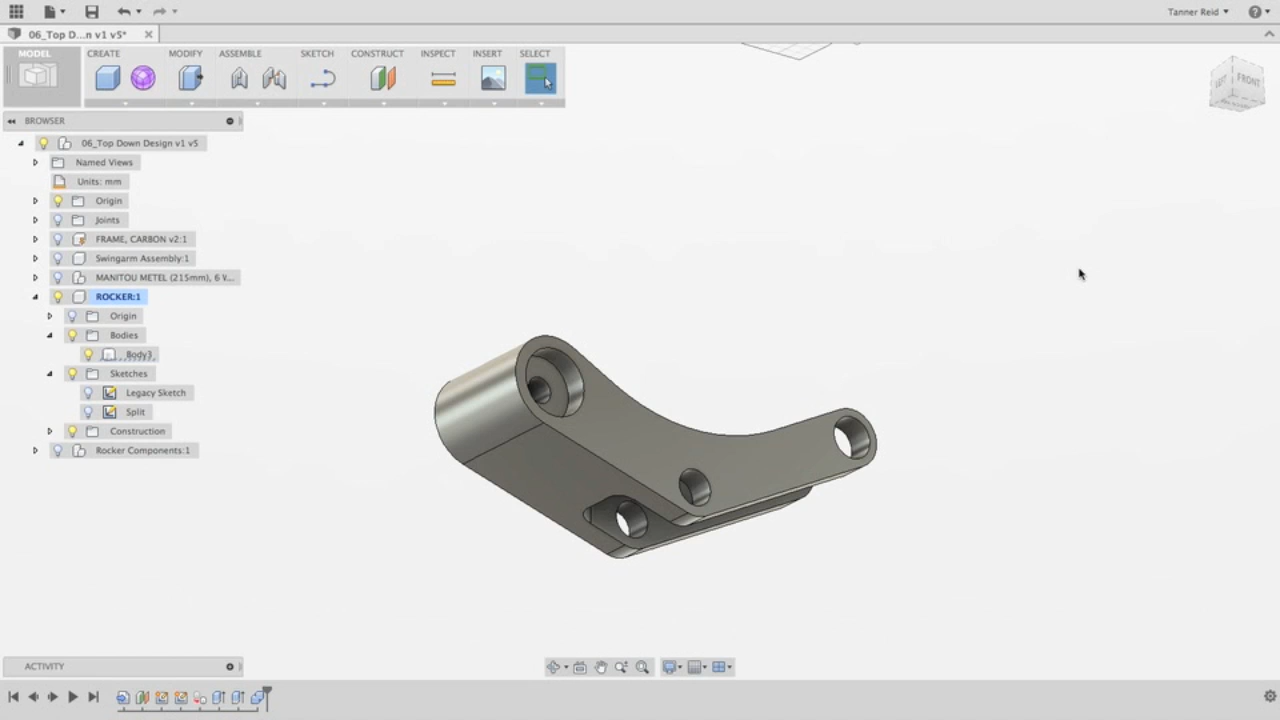 Tanner Reid
06_Top D...n v1 v5*
MODEL
CREATE
MODIFY
ASSEMBLE
SKETCH
CONSTRUCT
INSPECT
INSERT
SELECT
FRONT
BROWSER
06_Top Down Design v1 v5
Named Views
Units: mm
Origin
Joints
FRAME, CARBON v2:1
Swingarm Assembly:1
MANITOU METEL (215mm), 6 V...
ROCKER:1
Origin
Bodies
Body3
Sketches
Legacy Sketch
Split
Construction
Rocker Components:1
ACTIVITY